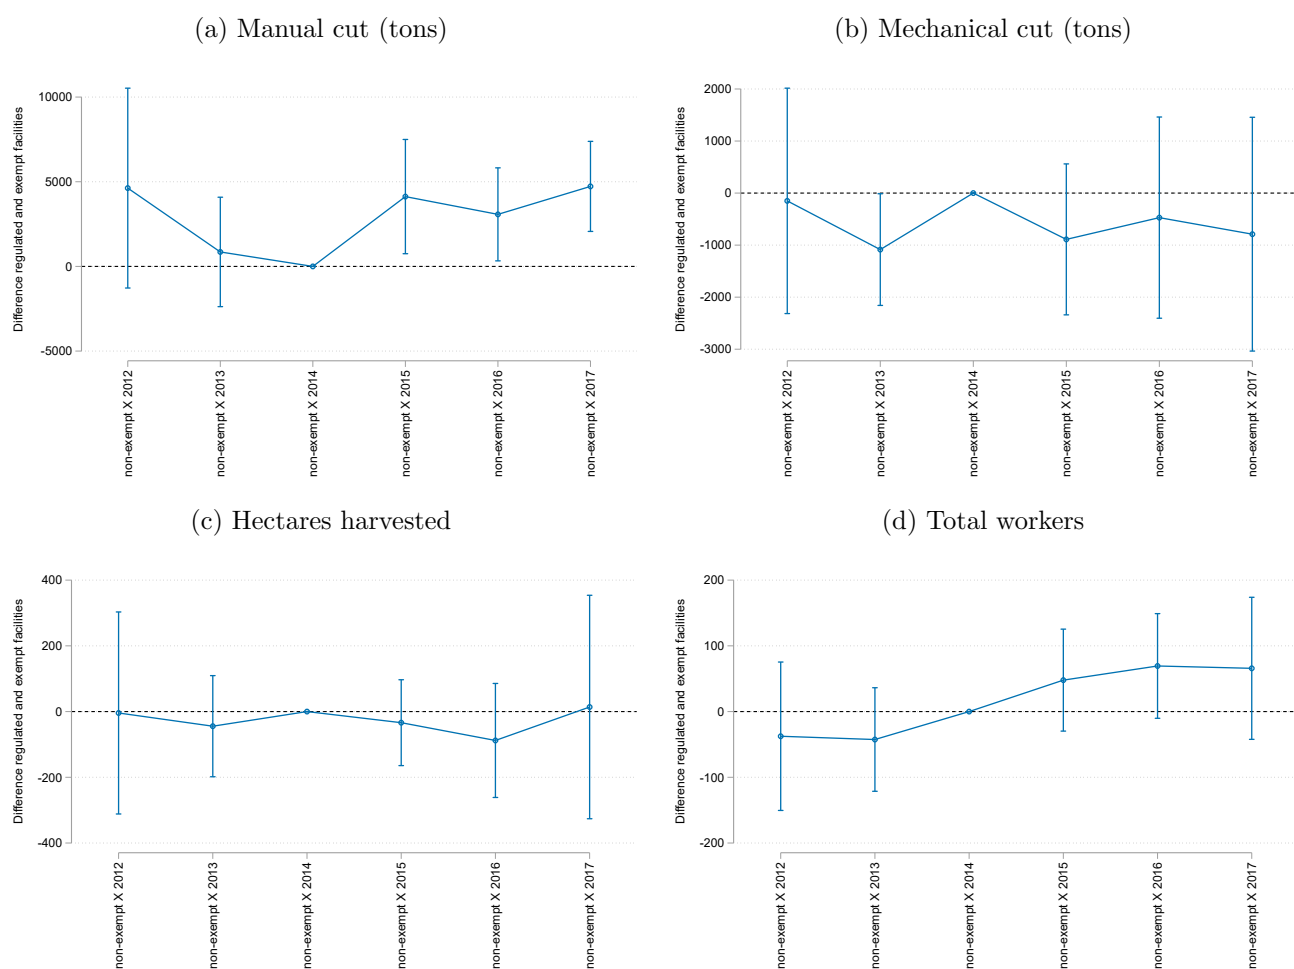 (a) Manual cut (tons)
Difference regulated and exempt facilities
10000
5000
0
-5000
non-exempt X 2012
non-exempt X 2013
non-exempt X 2014
non-exempt X 2015
non-exempt X 2016
non-exempt X 2017
(b) Mechanical cut (tons)
Difference regulated and exempt facilities
2000
1000
0
-1000
-2000
-3000
non-exempt X 2012
non-exempt X 2013
non-exempt X 2014
non-exempt X 2015
non-exempt X 2016
non-exempt X 2017
(c) Hectares harvested
Difference regulated and exempt facilities
400
200
0
-200
-400
non-exempt X 2012
non-exempt X 2013
non-exempt X 2014
non-exempt X 2015
non-exempt X 2016
non-exempt X 2017
(d) Total workers
Difference regulated and exempt facilities
200
100
0
-100
-200
non-exempt X 2012
non-exempt X 2013
non-exempt X 2014
non-exempt X 2015
non-exempt X 2016
non-exempt X 2017